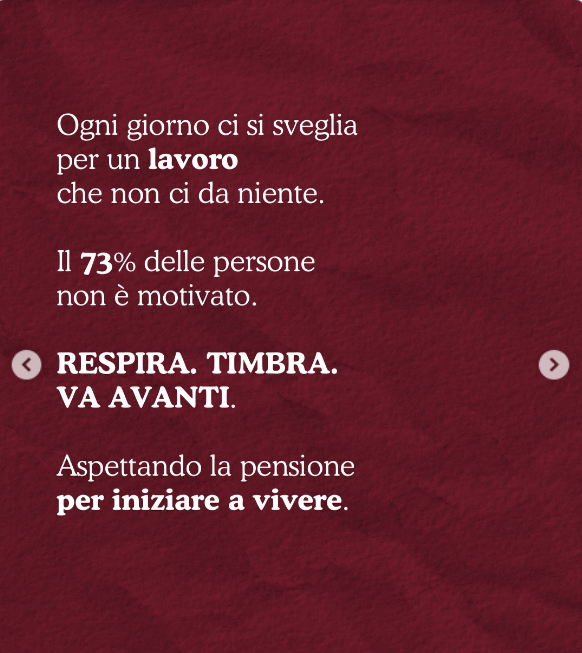 Ogni giorno ci si sveglia
per un lavoro
che non ci da niente.
Il 73% delle persone
non è motivato.
RESPIRA. TIMBRA.
VA AVANTI.
Aspettando la pensione
per iniziare a vivere.